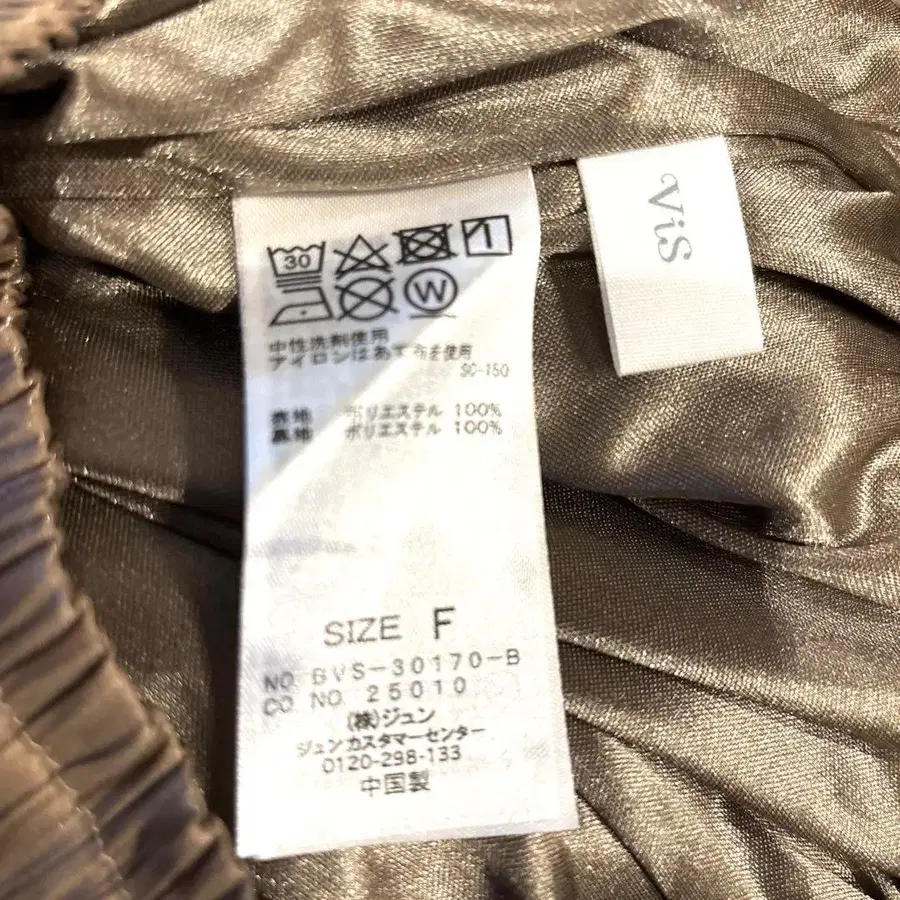 30
W
中性洗剤使用
アイロンはあて布を使用
SC-150
表地 ポリエステル 100%
裏地 ポリエステル 100%
SIZE F
NO. BVS-30170-B
CO. NO. 25010
(株)ジュン
ジュンカスタマーセンター
0120-298-133
中国製
ViS